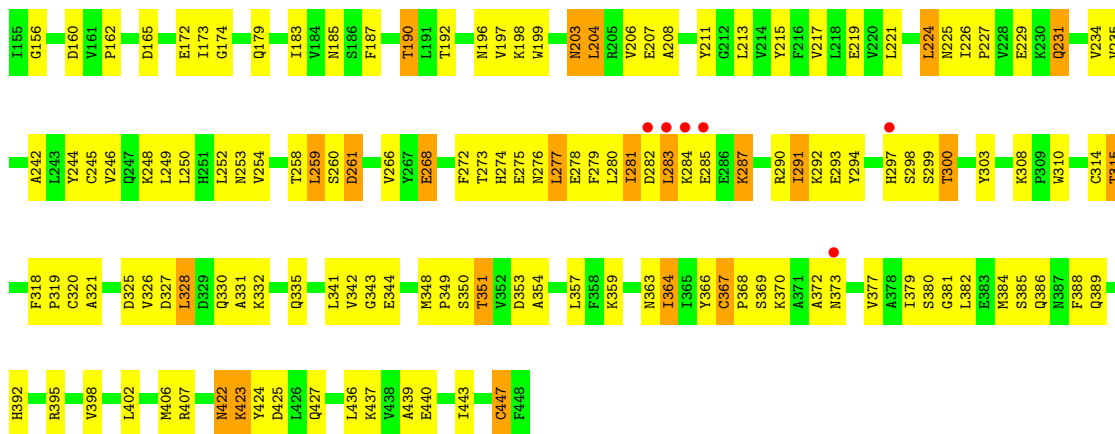 I155 G156 D160 V161 P162 D165 E172 I173 G174 Q179 I183 V184 N185 S186 F187 T190 L191 T192 N196 V197 K198 W199 N203 L204 R205 V206 E207 A208 Y211 G212 L213 V214 Y215 F216 V217 L218 E219 V220 L221 L224 N225 I226 P227 V228 E229 K230 Q231 V234 V235
A242 L243 Y244 C245 V246 Q247 K248 L249 L250 H251 L252 N253 V254 T258 L259 S260 D261 V266 Y267 E268 F272 T273 H274 E275 N276 L277 E278 F279 L280 I281 D282 L283 K284 E285 E286 K287 R290 I291 K292 E293 Y294 H297 S298 S299 T300 Y303 K308 P309 W310 C314 T315
F318 P319 C320 A321 D325 V326 D327 L328 D329 Q330 A331 K332 Q335 L341 V342 G343 E344 M348 P349 S350 T351 V352 D353 A354 L357 F358 K359 N363 I364 I365 Y366 C367 F368 S369 K370 A371 A372 N373 V377 A378 I379 S380 G381 L382 E383 M384 S385 Q386 N387 F388 Q389
H392 R395 V398 L402 M406 R407 N422 K423 Y424 D425 L426 Q427 L436 K437 V438 A439 E440 I443 C447 F448